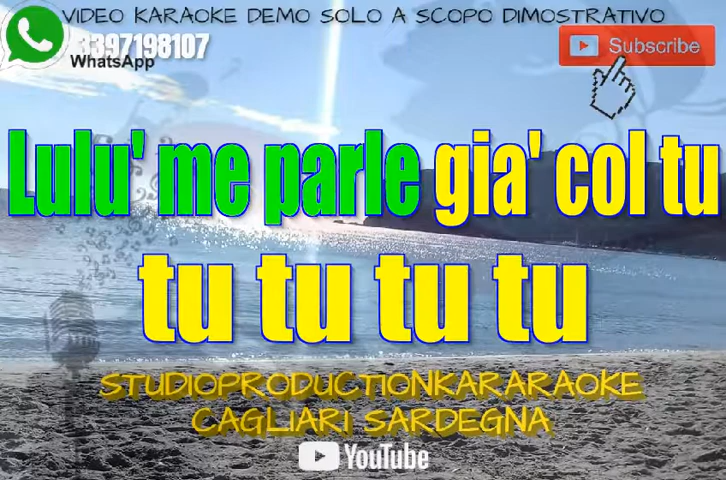 VIDEO KARAOKE DEMO SOLO A SCOPO DIMOSTRATIVO
3397198107
WhatsApp
Subscribe
Lulu' me parle gia' col tu
tu tu tu tu
STUDIOPRODUCTIONKARARAOKE
CAGLIARI SARDEGNA
YouTube